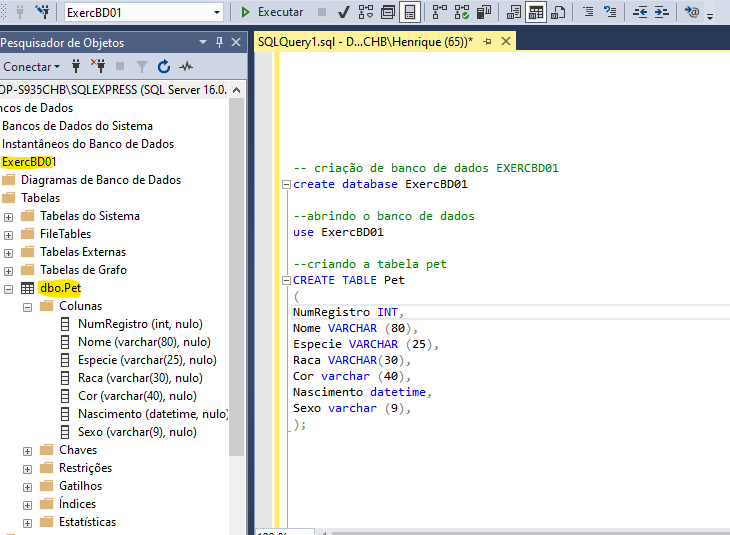 ExercBD01
Executar
Pesquisador de Objetos
SQLQuery1.sql - D...CHB\Henrique (65))*
Conectar
OP-S935CHB\SQLEXPRESS (SQL Server 16.0.
ncos de Dados
Bancos de Dados do Sistema
Instantâneos do Banco de Dados
ExercBD01
Diagramas de Banco de Dados
Tabelas
Tabelas do Sistema
FileTables
Tabelas Externas
Tabelas de Grafo
dbo.Pet
Colunas
NumRegistro (int, nulo)
Nome (varchar(80), nulo)
Especie (varchar(25), nulo)
Raca (varchar(30), nulo)
Cor (varchar(40), nulo)
Nascimento (datetime, nulo)
Sexo (varchar(9), nulo)
Chaves
Restrições
Gatilhos
Índices
Estatísticas
-- criação de banco de dados EXERCBD01
create database ExercBD01
--abrindo o banco de dados
use ExercBD01
--criando a tabela pet
CREATE TABLE Pet
(
NumRegistro INT,
Nome VARCHAR (80),
Especie VARCHAR (25),
Raca VARCHAR(30),
Cor varchar (40),
Nascimento datetime,
Sexo varchar (9),
);